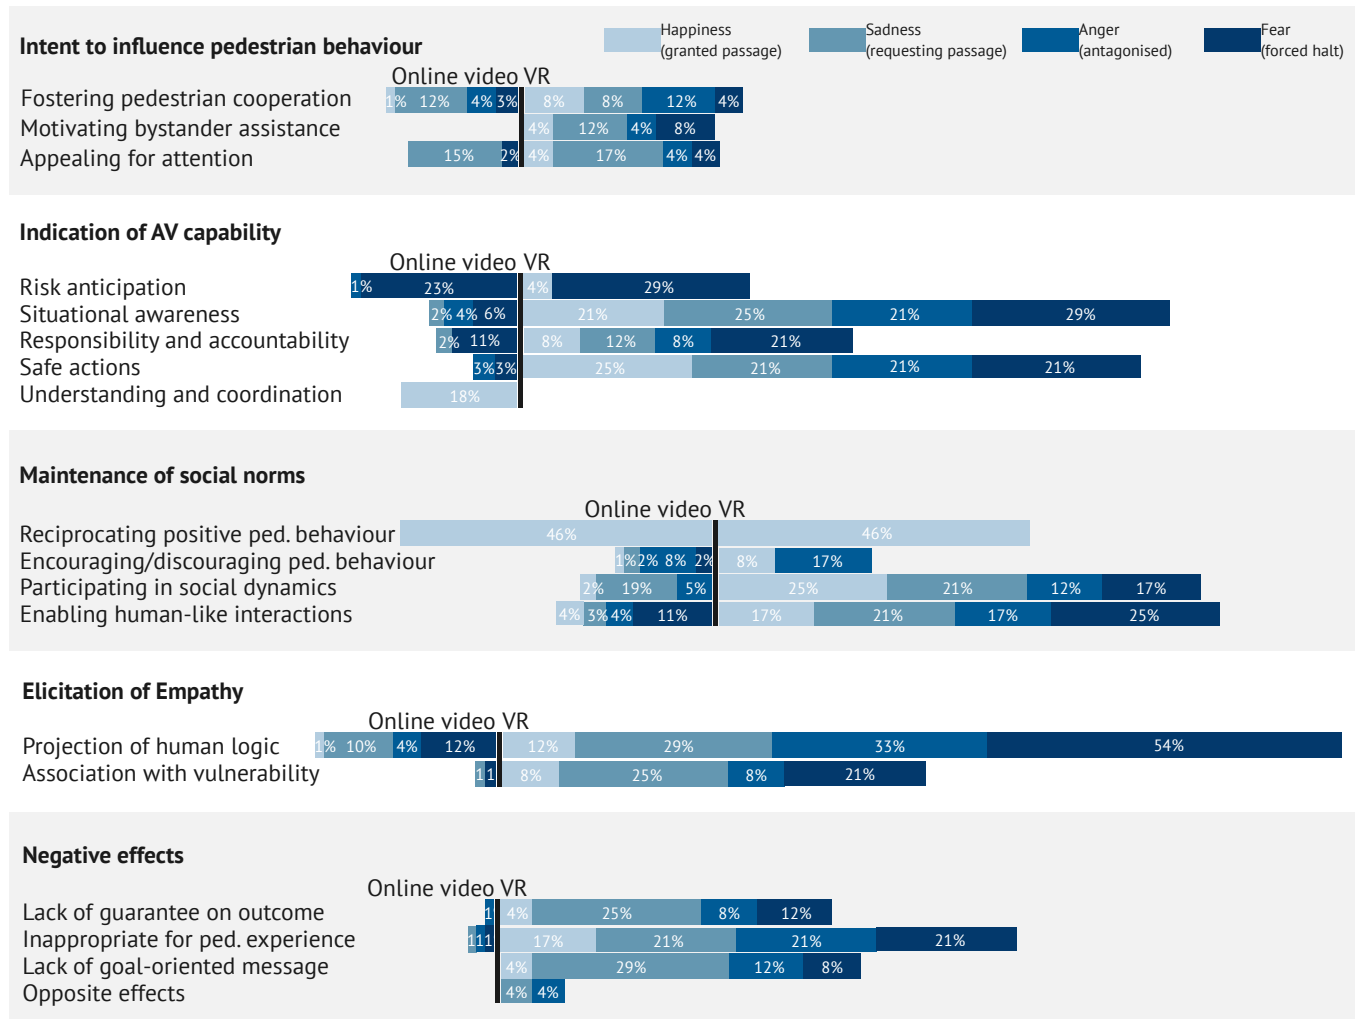 Intent to influence pedestrian behaviour
Happiness
(granted passage)
Sadness
(requesting passage)
Anger
(antagonised)
Fear
(forced halt)
Online video VR
Fostering pedestrian cooperation 1% 12% 4% 3% 8% 8% 12% 4%
Motivating bystander assistance 4% 12% 4% 8%
Appealing for attention 15% 2% 4% 17% 4% 4%
Indication of AV capability
Online video VR
Risk anticipation 1% 23% 4% 29%
Situational awareness 2% 4% 6% 21% 25% 21% 29%
Responsibility and accountability 2% 11% 8% 12% 8% 21%
Safe actions 3% 3% 25% 21% 21% 21%
Understanding and coordination 18%
Maintenance of social norms
Online video VR
Reciprocating positive ped. behaviour 46% 46%
Encouraging/discouraging ped. behaviour 1% 2% 8% 2% 8% 17%
Participating in social dynamics 2% 19% 5% 25% 21% 12% 17%
Enabling human-like interactions 4% 3% 4% 11% 17% 21% 17% 25%
Elicitation of Empathy
Online video VR
Projection of human logic 1% 10% 4% 12% 12% 29% 33% 54%
Association with vulnerability 1 1 8% 25% 8% 21%
Negative effects
Online video VR
Lack of guarantee on outcome 1 4% 25% 8% 12%
Inappropriate for ped. experience 1 1 1 17% 21% 21% 21%
Lack of goal-oriented message 4% 29% 12% 8%
Opposite effects 4% 4%